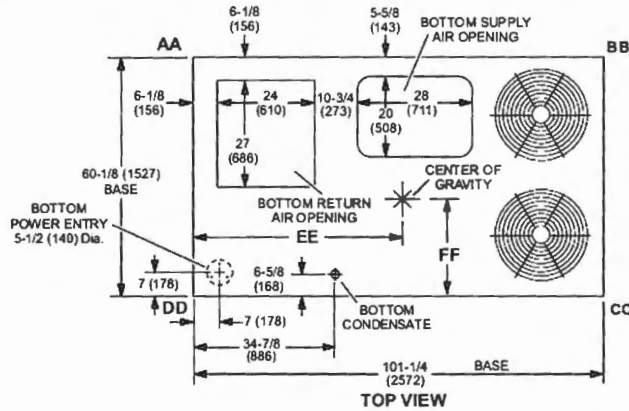 6-1/8
(156)
5-5/8
(143)
BOTTOM SUPPLY
AIR OPENING
AA
BB
6-1/8
(156)
24
(610)
10-3/4
(273)
28
(711)
20
(508)
27
(686)
60-1/8 (1527)
BASE
CENTER OF
GRAVITY
BOTTOM RETURN
AIR OPENING
BOTTOM
POWER ENTRY
5-1/2 (140) Dia.
EE
FF
7 (178)
6-5/8
(168)
DD
7 (178)
BOTTOM
CONDENSATE
CC
34-7/8
(886)
101-1/4
(2572)
BASE
TOP VIEW